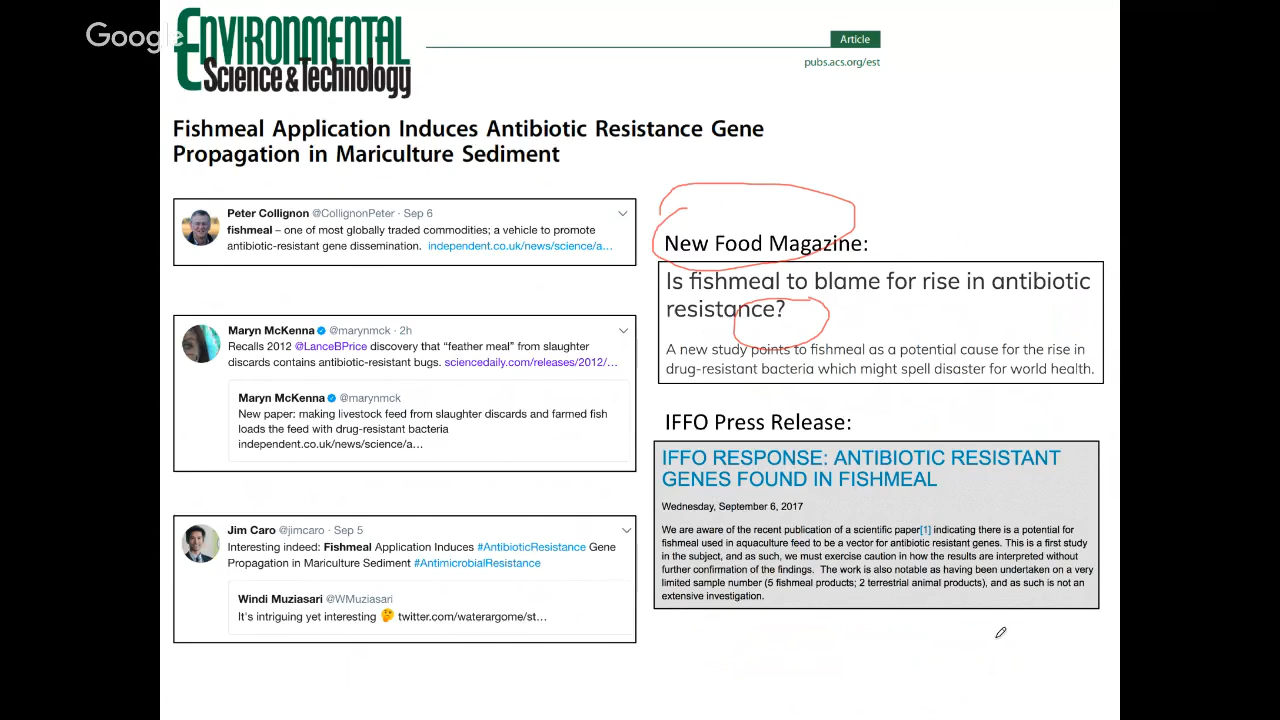 Google
ENVIRONMENTAL
Science & Technology
Article
pubs.acs.org/est
Fishmeal Application Induces Antibiotic Resistance Gene
Propagation in Mariculture Sediment
Peter Collignon @CollignonPeter · Sep 6
fishmeal – one of most globally traded commodities; a vehicle to promote
antibiotic-resistant gene dissemination. independent.co.uk/news/science/a…
Maryn McKenna @marynmck · 2h
Recalls 2012 @LanceBPrice discovery that “feather meal” from slaughter
discards contains antibiotic-resistant bugs. sciencedaily.com/releases/2012/…
Maryn McKenna @marynmck
New paper: making livestock feed from slaughter discards and farmed fish
loads the feed with drug-resistant bacteria
independent.co.uk/news/science/a…
Jim Caro @jimcaro · Sep 5
Interesting indeed: Fishmeal Application Induces #AntibioticResistance Gene
Propagation in Mariculture Sediment #AntimicrobialResistance
Windi Muziasari @WMuziasari
It's intriguing yet interesting 🤔 twitter.com/waterargome/st…
New Food Magazine:
Is fishmeal to blame for rise in antibiotic
resistance?
A new study points to fishmeal as a potential cause for the rise in
drug-resistant bacteria which might spell disaster for world health.
IFFO Press Release:
IFFO RESPONSE: ANTIBIOTIC RESISTANT
GENES FOUND IN FISHMEAL
Wednesday, September 6, 2017
We are aware of the recent publication of a scientific paper[1] indicating there is a potential for
fishmeal used in aquaculture feed to be a vector for antibiotic resistant genes. This is a first study
in the subject, and as such, we must exercise caution in how the results are interpreted without
further confirmation of the findings. The work is also notable as having been undertaken on a very
limited sample number (5 fishmeal products; 2 terrestrial animal products), and as such is not an
extensive investigation.